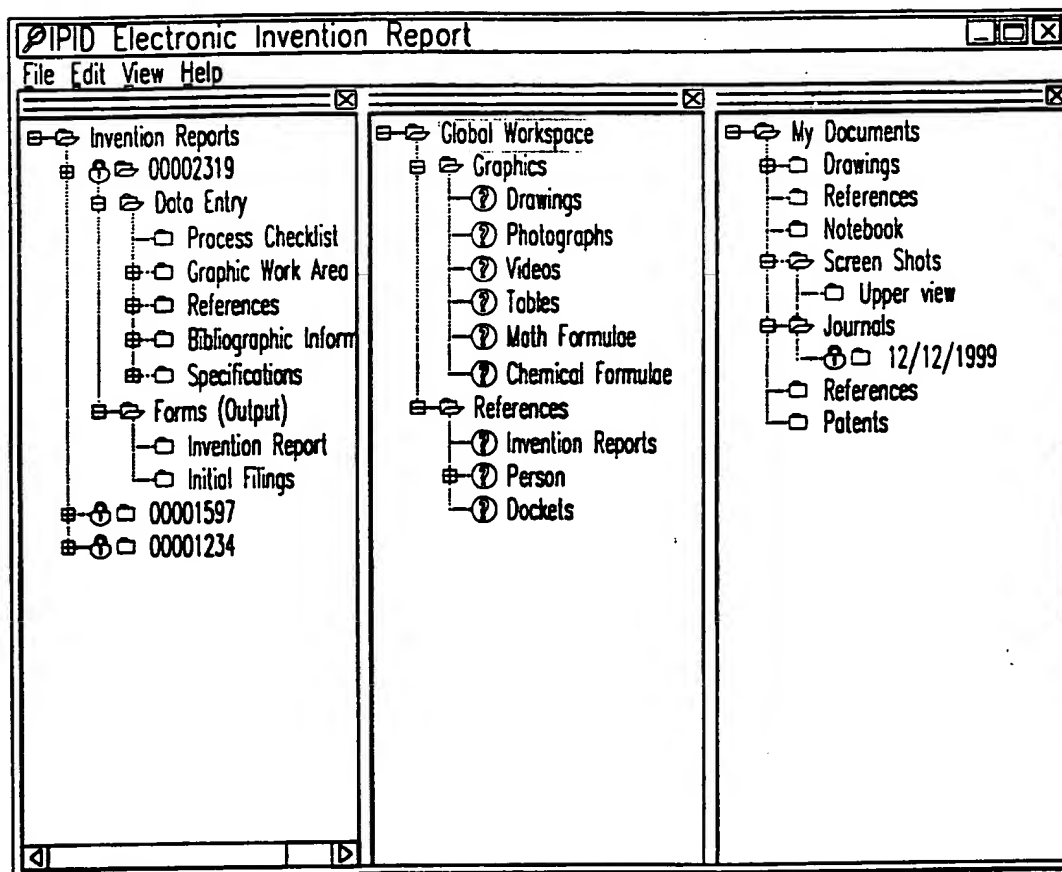 IPID Electronic Invention Report
File Edit View Help
Invention Reports
00002319
Data Entry
Process Checklist
Graphic Work Area
References
Bibliographic Inform
Specifications
Forms (Output)
Invention Report
Initial Filings
00001597
00001234
Global Workspace
Graphics
Drawings
Photographs
Videos
Tables
Math Formulae
Chemical Formulae
References
Invention Reports
Person
Dockets
My Documents
Drawings
References
Notebook
Screen Shots
Upper view
Journals
12/12/1999
References
Patents